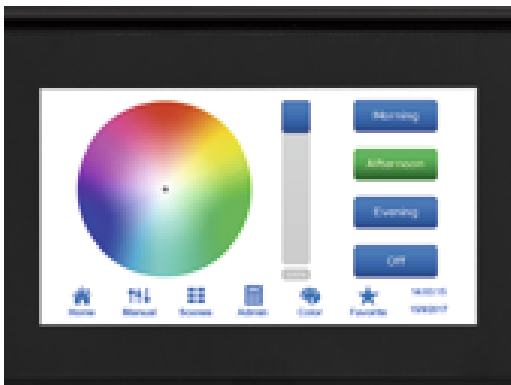 Morning
Afternoon
Evening
Off
Home
Manual
Scenes
Admin
Color
Favorite